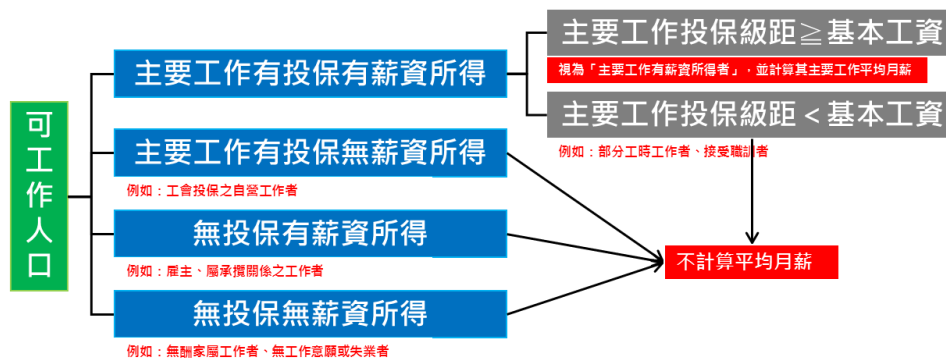 可工作人口
主要工作有投保有薪資所得
主要工作投保級距≧基本工資
視為「主要工作有薪資所得者」，並計算其主要工作平均月薪
主要工作投保級距<基本工資
例如：部分工時工作者、接受職訓者
主要工作有投保無薪資所得
例如：工會投保之自營工作者
無投保有薪資所得
例如：雇主、屬承攬關係之工作者
無投保無薪資所得
例如：無酬家屬工作者、無工作意願或失業者
不計算平均月薪